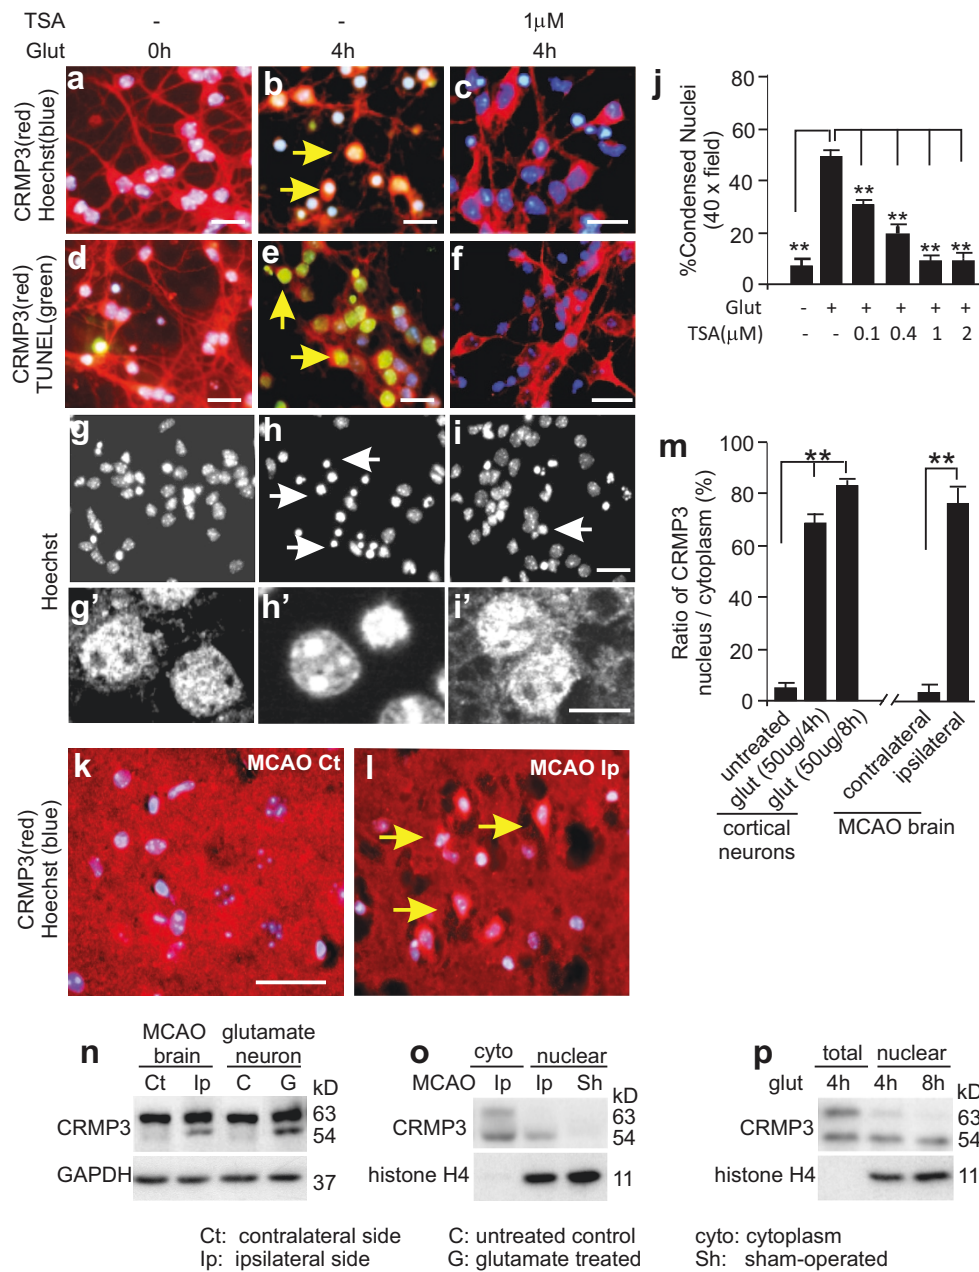 TSA - - 1µM
Glut 0h 4h 4h
CRMP3(red)
Hoechst(blue)
a b c
CRMP3(red)
TUNEL(green)
d e f
Hoechst
g h i
g' h' i'
j
%Condensed Nuclei
(40 x field)
80
60
40
20
0
** ** ** ** **
Glut - + + + + +
TSA(µM) - - 0.1 0.4 1 2
m
Ratio of CRMP3
nucleus / cytoplasm (%)
100
80
60
40
20
0
** **
untreated
glut (50ug/4h)
glut (50ug/8h)
contralateral
ipsilateral
cortical
neurons
MCAO brain
CRMP3(red)
Hoechst (blue)
k MCAO Ct
l MCAO Ip
n
MCAO
brain
glutamate
neuron
Ct Ip C G kD
CRMP3 63
54
GAPDH 37
o
cyto nuclear
MCAO Ip Ip Sh kD
CRMP3 63
54
histone H4 11
p
total nuclear
glut 4h 4h 8h kD
CRMP3 63
54
histone H4 11
Ct: contralateral side C: untreated control cyto: cytoplasm
Ip: ipsilateral side G: glutamate treated Sh: sham-operated